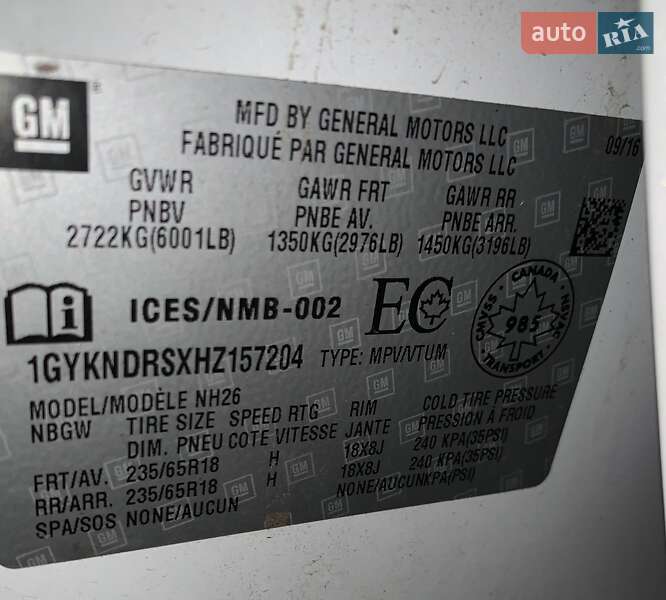 auto RIA .com
GM
MFD BY GENERAL MOTORS LLC
FABRIQUÉ PAR GENERAL MOTORS LLC
09/16
GVWR GAWR FRT GAWR RR
PNBV PNBE AV. PNBE ARR.
2722KG(6001LB) 1350KG(2976LB) 1450KG(3196LB)
ICES/NMB-002 EC
CANADA
985
TRANSPORT
NSVAC
CMVSS
1GYKNDRSXHZ157204 TYPE: MPV/VTUM
MODEL/MODÈLE NH26
NBGW TIRE SIZE SPEED RTG RIM COLD TIRE PRESSURE
DIM. PNEU COTE VITESSE JANTE PRESSION À FROID
FRT/AV. 235/65R18 H 18X8J 240 KPA(35PSI)
RR/ARR. 235/65R18 H 18X8J 240 KPA(35PSI)
SPA/SOS NONE/AUCUN NONE/AUCUNKPA(PSI)